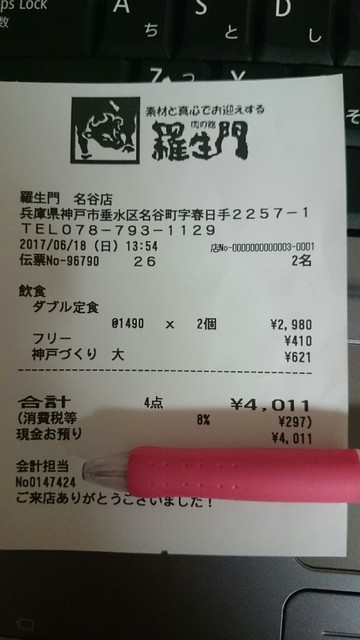 ps Lock
A
S
D
ち
と
し
Z
っ
素材と真心でお迎えする
肉の館
羅生門
羅生門 名谷店
兵庫県神戸市垂水区名谷町字春日手2257-1
TEL078-793-1129
2017/06/18 (日) 13:54 店No-0000000000003-0001
伝票No-96790 26 2名
飲食
ダブル定食
@1490 x 2個 ¥2,980
フリー ¥410
神戸づくり 大 ¥621
合計 4点 ¥4,011
(消費税等 8% ¥297)
現金お預り ¥4,011
会計担当
No0147424
ご来店ありがとうございました!